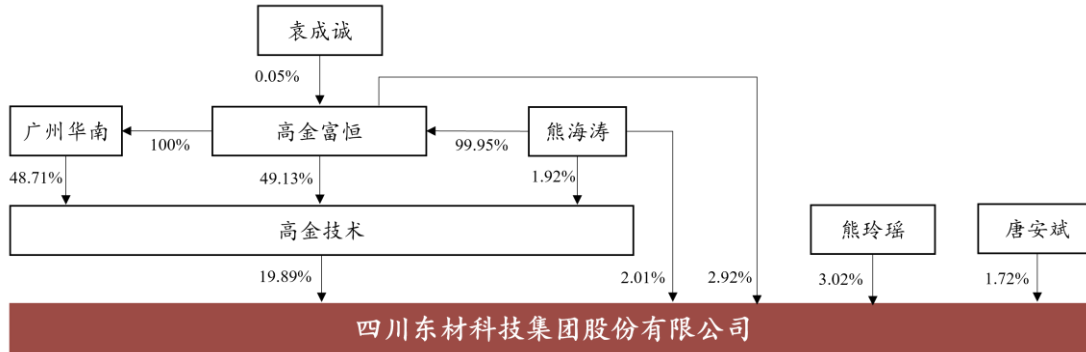 袁成诚
0.05%
广州华南
100%
高金富恒
99.95%
熊海涛
48.71%
49.13%
1.92%
高金技术
熊玲瑶
唐安斌
19.89%
2.01%
2.92%
3.02%
1.72%
四川东材科技集团股份有限公司